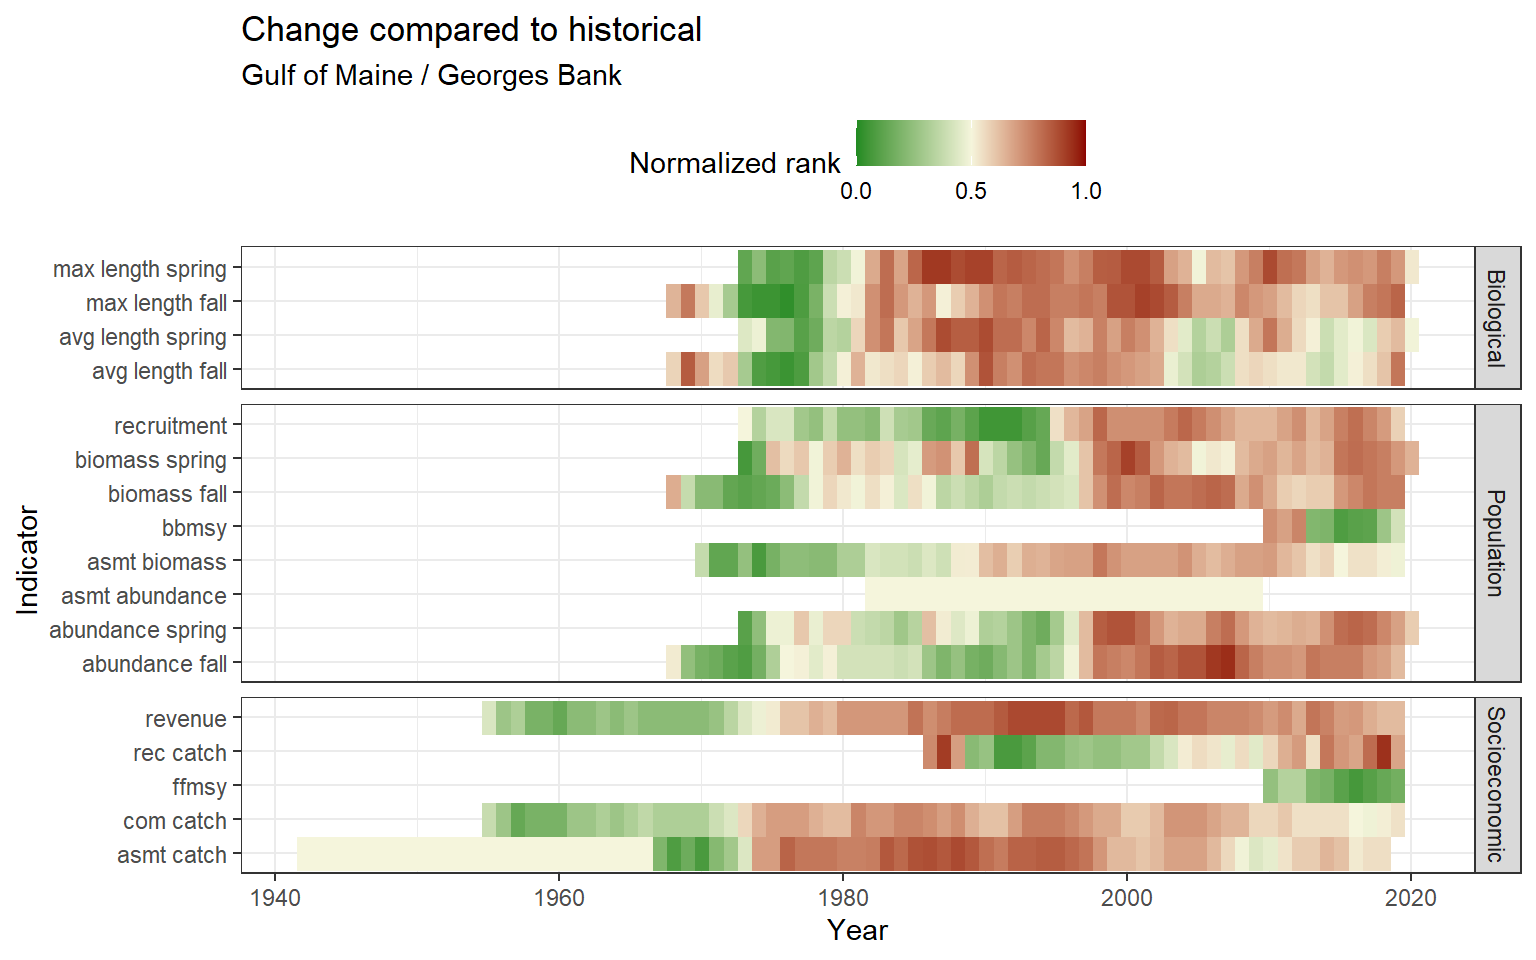 Change compared to historical
Gulf of Maine / Georges Bank
Normalized rank
0.0 0.5 1.0
max length spring
max length fall
avg length spring
avg length fall
Biological
recruitment
biomass spring
biomass fall
bbmsy
asmt biomass
asmt abundance
abundance spring
abundance fall
Population
revenue
rec catch
ffmsy
com catch
asmt catch
Socioeconomic
Indicator
1940 1960 1980 2000 2020
Year